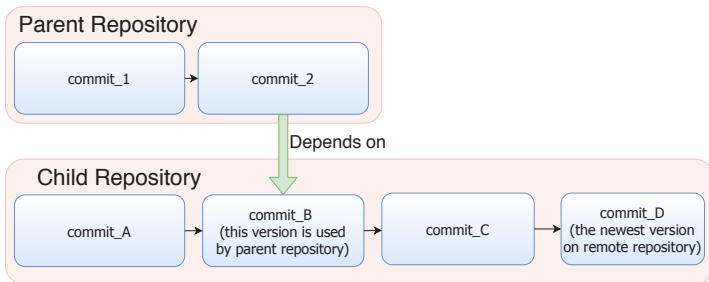 Parent Repository
commit_1
commit_2
Depends on
Child Repository
commit_A
commit_B
(this version is used
by parent repository)
commit_C
commit_D
(the newest version
on remote repository)